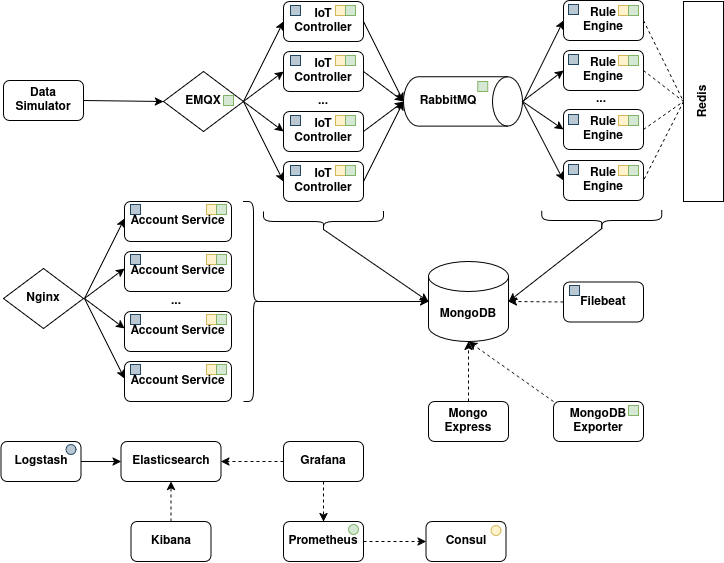 IoT
Controller
IoT
Controller
...
IoT
Controller
IoT
Controller
Rule
Engine
Rule
Engine
...
Rule
Engine
Rule
Engine
Redis
Data
Simulator
EMQX
RabbitMQ
Account Service
Account Service
...
Account Service
Account Service
Nginx
MongoDB
Filebeat
Mongo
Express
MongoDB
Exporter
Logstash
Elasticsearch
Grafana
Kibana
Prometheus
Consul